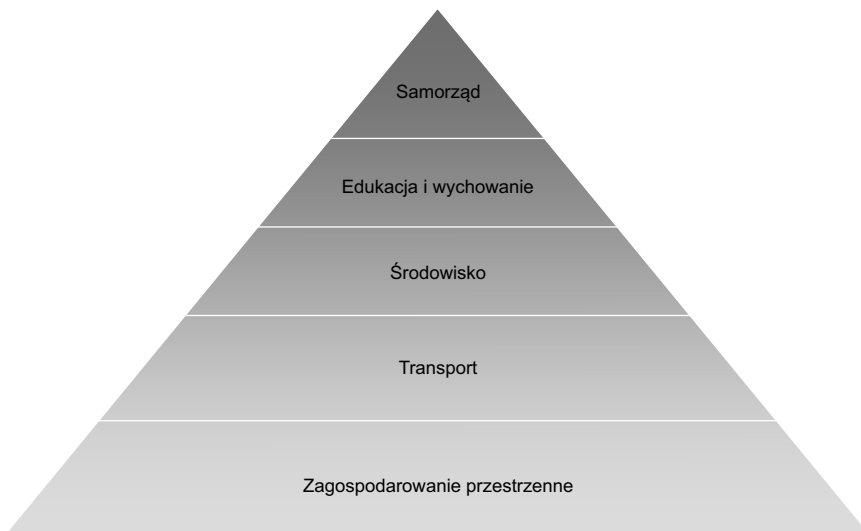 Samorząd
Edukacja i wychowanie
Środowisko
Transport
Zagospodarowanie przestrzenne